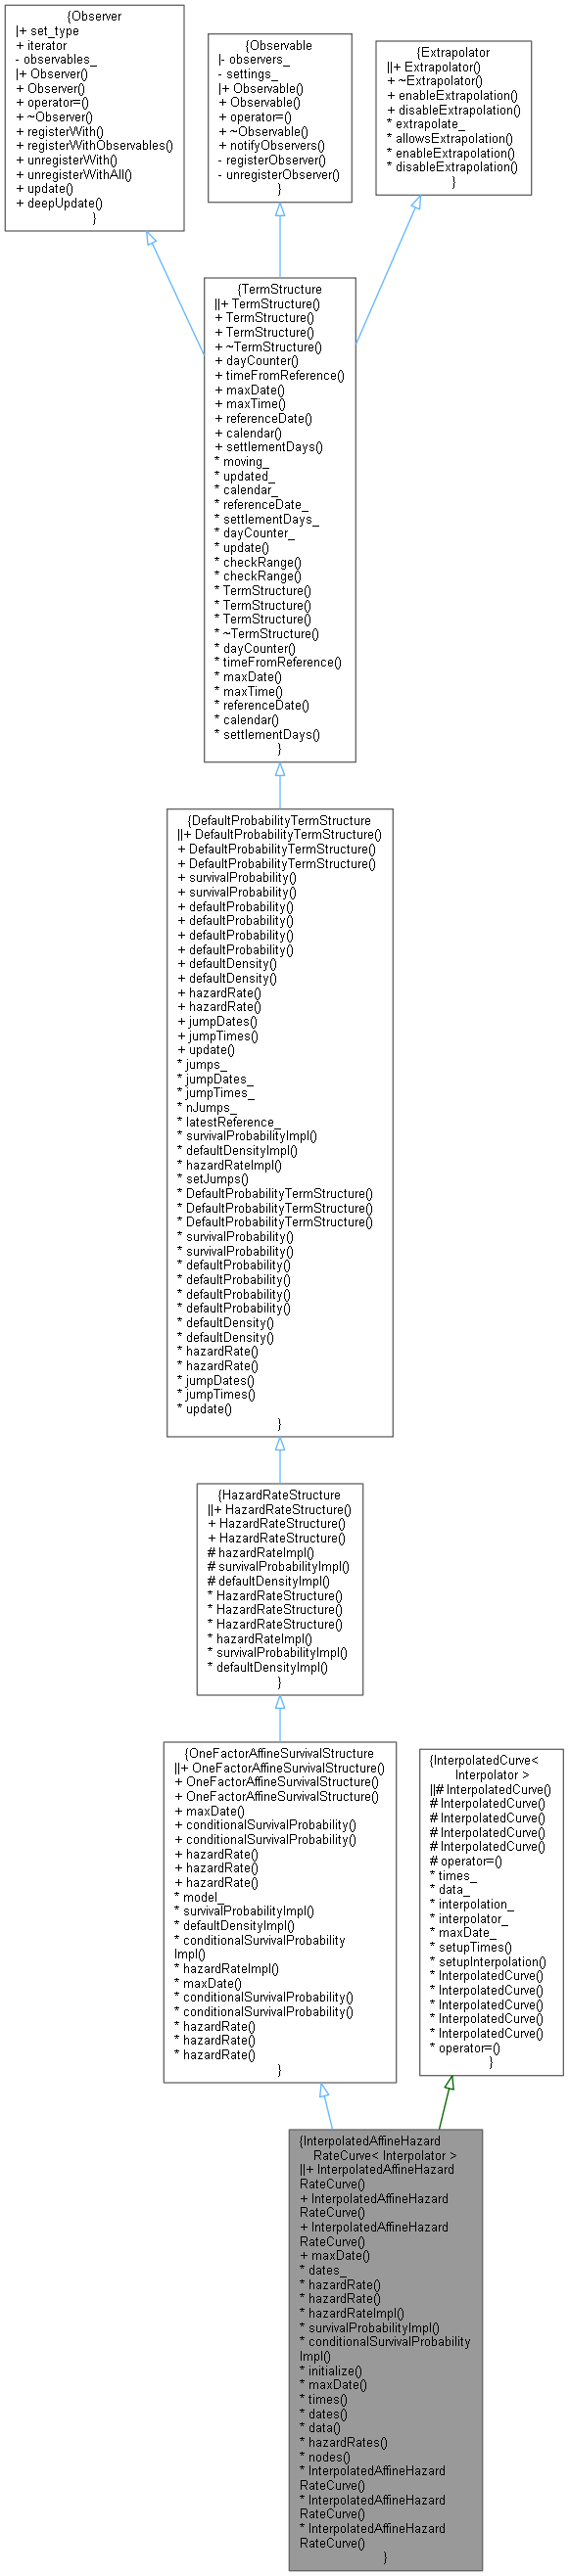 {Observer
|+ set_type
+ iterator
- observables_
|+ Observer()
+ Observer()
+ operator=()
+ ~Observer()
+ registerWith()
+ registerWithObservables()
+ unregisterWith()
+ unregisterWithAll()
+ update()
+ deepUpdate()
}
{Observable
|- observers_
- settings_
|+ Observable()
+ Observable()
+ operator=()
+ ~Observable()
+ notifyObservers()
- registerObserver()
- unregisterObserver()
}
{Extrapolator
||+ Extrapolator()
+ ~Extrapolator()
+ enableExtrapolation()
+ disableExtrapolation()
* extrapolate_
* allowsExtrapolation()
* enableExtrapolation()
* disableExtrapolation()
}
{TermStructure
||+ TermStructure()
+ TermStructure()
+ TermStructure()
+ ~TermStructure()
+ dayCounter()
+ timeFromReference()
+ maxDate()
+ maxTime()
+ referenceDate()
+ calendar()
+ settlementDays()
* moving_
* updated_
* calendar_
* referenceDate_
* settlementDays_
* dayCounter_
* update()
* checkRange()
* checkRange()
* TermStructure()
* TermStructure()
* TermStructure()
* ~TermStructure()
* dayCounter()
* timeFromReference()
* maxDate()
* maxTime()
* referenceDate()
* calendar()
* settlementDays()
}
{DefaultProbabilityTermStructure
||+ DefaultProbabilityTermStructure()
+ DefaultProbabilityTermStructure()
+ DefaultProbabilityTermStructure()
+ survivalProbability()
+ survivalProbability()
+ defaultProbability()
+ defaultProbability()
+ defaultProbability()
+ defaultProbability()
+ defaultDensity()
+ defaultDensity()
+ hazardRate()
+ hazardRate()
+ jumpDates()
+ jumpTimes()
+ update()
* jumps_
* jumpDates_
* jumpTimes_
* nJumps_
* latestReference_
* survivalProbabilityImpl()
* defaultDensityImpl()
* hazardRateImpl()
* setJumps()
* DefaultProbabilityTermStructure()
* DefaultProbabilityTermStructure()
* DefaultProbabilityTermStructure()
* survivalProbability()
* survivalProbability()
* defaultProbability()
* defaultProbability()
* defaultProbability()
* defaultProbability()
* defaultDensity()
* defaultDensity()
* hazardRate()
* hazardRate()
* jumpDates()
* jumpTimes()
* update()
}
{HazardRateStructure
||+ HazardRateStructure()
+ HazardRateStructure()
+ HazardRateStructure()
# hazardRateImpl()
# survivalProbabilityImpl()
# defaultDensityImpl()
* HazardRateStructure()
* HazardRateStructure()
* HazardRateStructure()
* hazardRateImpl()
* survivalProbabilityImpl()
* defaultDensityImpl()
}
{OneFactorAffineSurvivalStructure
||+ OneFactorAffineSurvivalStructure()
+ OneFactorAffineSurvivalStructure()
+ OneFactorAffineSurvivalStructure()
+ maxDate()
+ conditionalSurvivalProbability()
+ conditionalSurvivalProbability()
+ hazardRate()
+ hazardRate()
+ hazardRate()
* model_
* survivalProbabilityImpl()
* defaultDensityImpl()
* conditionalSurvivalProbability
Impl()
* hazardRateImpl()
* maxDate()
* conditionalSurvivalProbability()
* conditionalSurvivalProbability()
* hazardRate()
* hazardRate()
* hazardRate()
}
{InterpolatedCurve<
Interpolator >
||# InterpolatedCurve()
# InterpolatedCurve()
# InterpolatedCurve()
# InterpolatedCurve()
# InterpolatedCurve()
# operator=()
* times_
* data_
* interpolation_
* interpolator_
* maxDate_
* setupTimes()
* setupInterpolation()
* InterpolatedCurve()
* InterpolatedCurve()
* InterpolatedCurve()
* InterpolatedCurve()
* InterpolatedCurve()
* operator=()
}
{InterpolatedAffineHazard
RateCurve< Interpolator >
||+ InterpolatedAffineHazard
RateCurve()
+ InterpolatedAffineHazard
RateCurve()
+ InterpolatedAffineHazard
RateCurve()
+ maxDate()
* dates_
* hazardRate()
* hazardRate()
* hazardRateImpl()
* survivalProbabilityImpl()
* conditionalSurvivalProbability
Impl()
* initialize()
* maxDate()
* times()
* dates()
* data()
* hazardRates()
* nodes()
* InterpolatedAffineHazard
RateCurve()
* InterpolatedAffineHazard
RateCurve()
* InterpolatedAffineHazard
RateCurve()
}